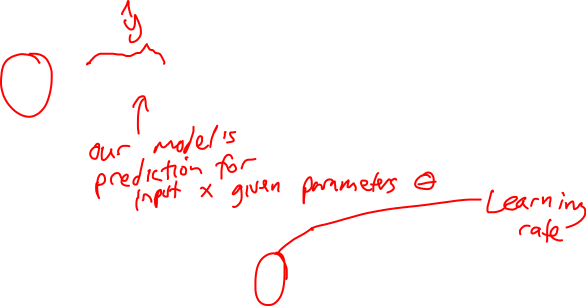 ŷ
our model's
prediction for
input x given parameters θ
Learning
rate